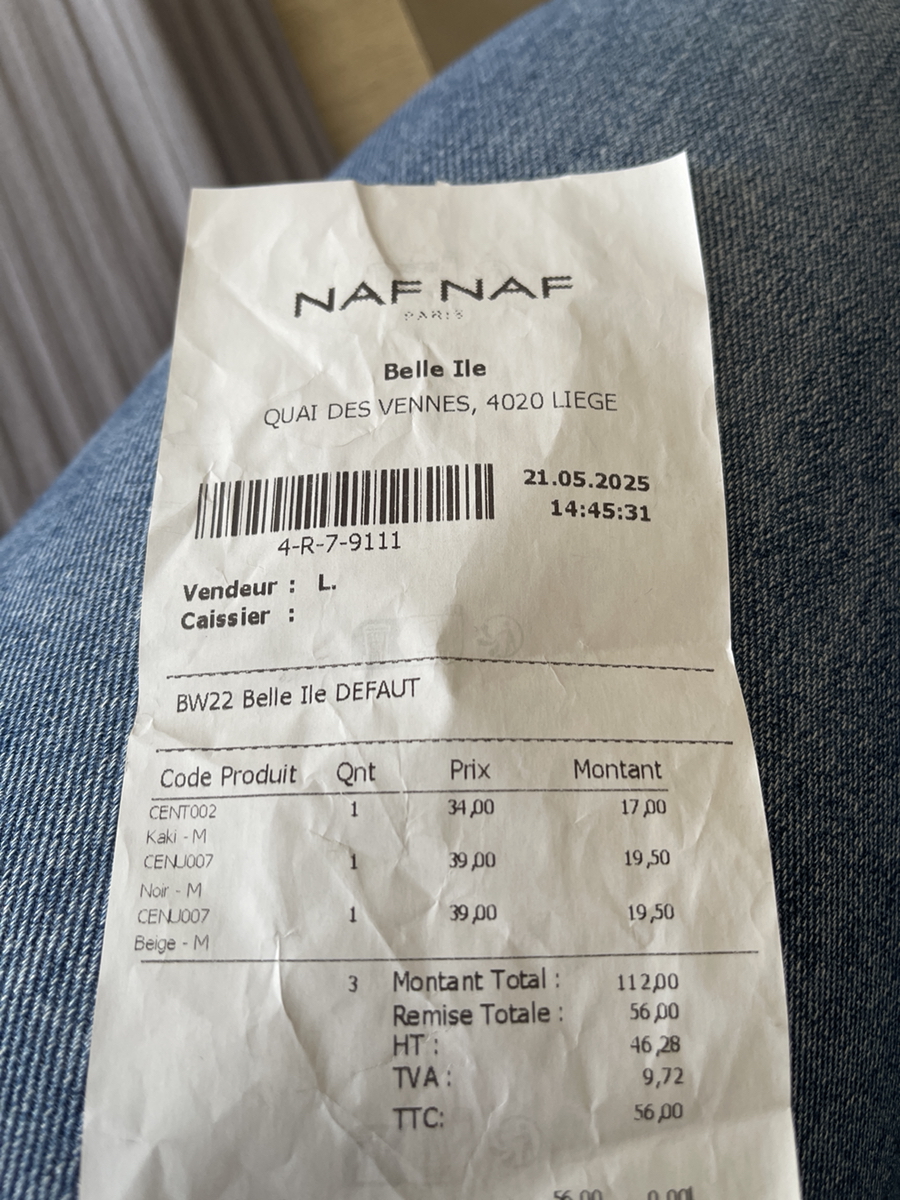 NAF NAF
PARIS
Belle Ile
QUAI DES VENNES, 4020 LIEGE
21.05.2025
14:45:31
4-R-7-9111
Vendeur : L.
Caissier :
BW22 Belle Ile DEFAUT
Code Produit Qnt Prix Montant
CENT002 1 34,00 17,00
Kaki - M
CENJ007 1 39,00 19,50
Noir - M
CENJ007 1 39,00 19,50
Beige - M
3 Montant Total : 112,00
Remise Totale : 56,00
HT : 46,28
TVA : 9,72
TTC: 56,00
56,00